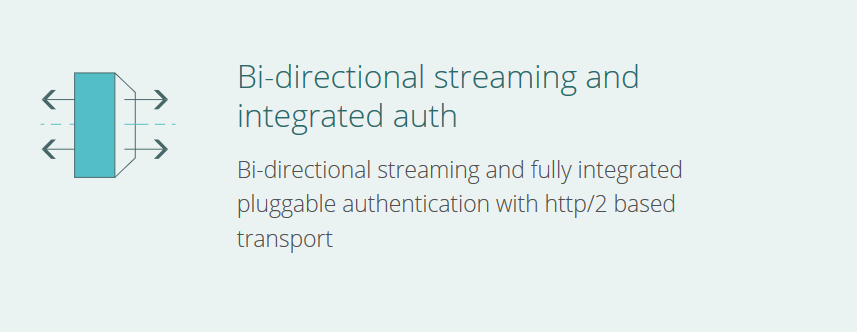 Bi-directional streaming and
integrated auth
Bi-directional streaming and fully integrated
pluggable authentication with http/2 based
transport